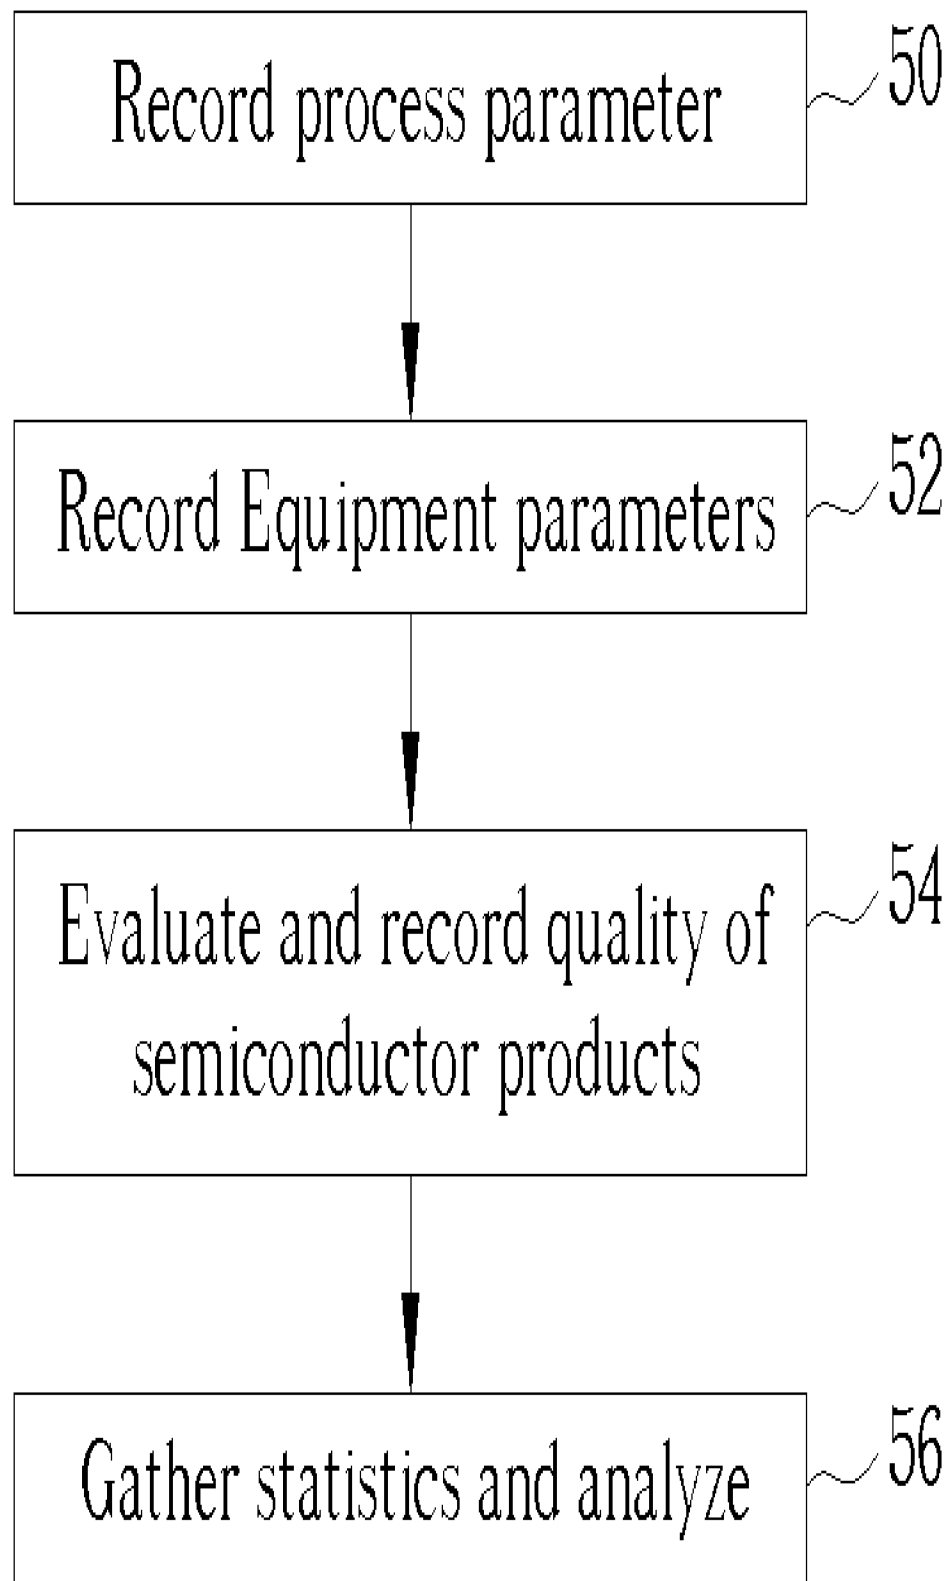 Record process parameter
50
Record Equipment parameters
52
Evaluate and record quality of
semiconductor products
54
Gather statistics and analyze
56